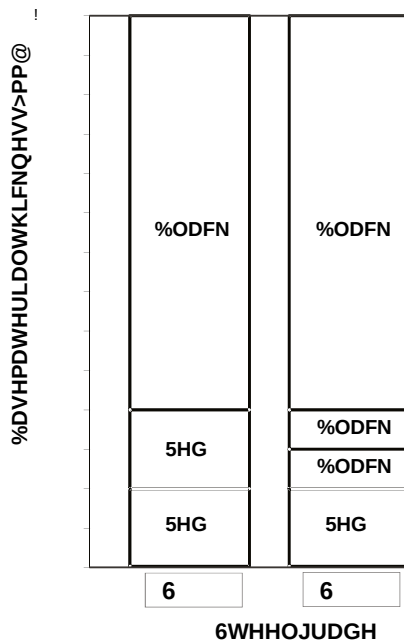 !
%DVHPDWHULDOWKLFNQHVV>PP@
%ODFN
%ODFN
5HG
%ODFN
%ODFN
5HG
5HG
6
6
6WHHOJUDGH